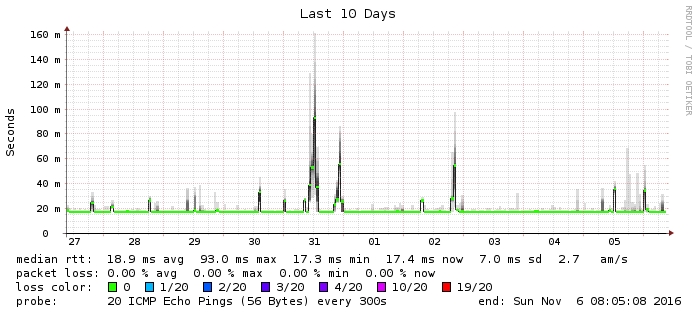 Last 10 Days
RRDTOOL / TOBI OETIKER
Seconds
160 m
140 m
120 m
100 m
80 m
60 m
40 m
20 m
0
27 28 29 30 31 01 02 03 04 05
median rtt: 18.9 ms avg 93.0 ms max 17.3 ms min 17.4 ms now 7.0 ms sd 2.7 am/s
packet loss: 0.00 % avg 0.00 % max 0.00 % min 0.00 % now
loss color: 0 1/20 2/20 3/20 4/20 10/20 19/20
probe: 20 ICMP Echo Pings (56 Bytes) every 300s end: Sun Nov 6 08:05:08 2016